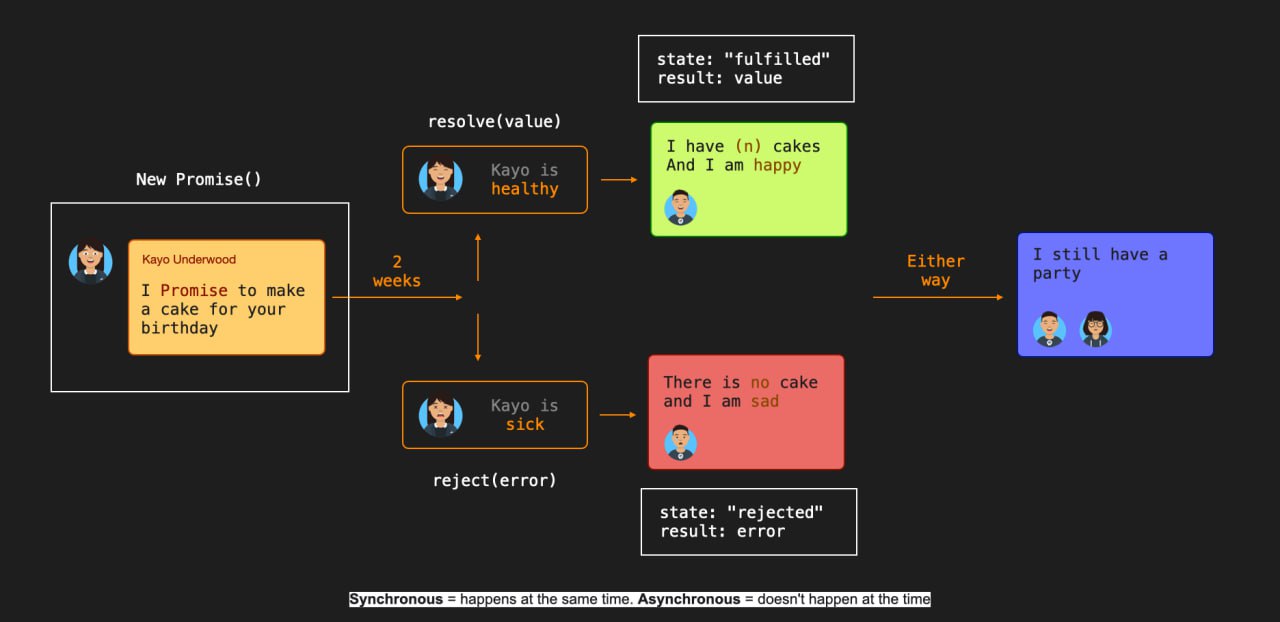 New Promise()
Kayo Underwood
I Promise to make
a cake for your
birthday
2
weeks
resolve(value)
Kayo is
healthy
state: "fulfilled"
result: value
I have (n) cakes
And I am happy
Kayo is
sick
reject(error)
There is no cake
and I am sad
state: "rejected"
result: error
Either
way
I still have a
party
Synchronous = happens at the same time. Asynchronous = doesn't happen at the time